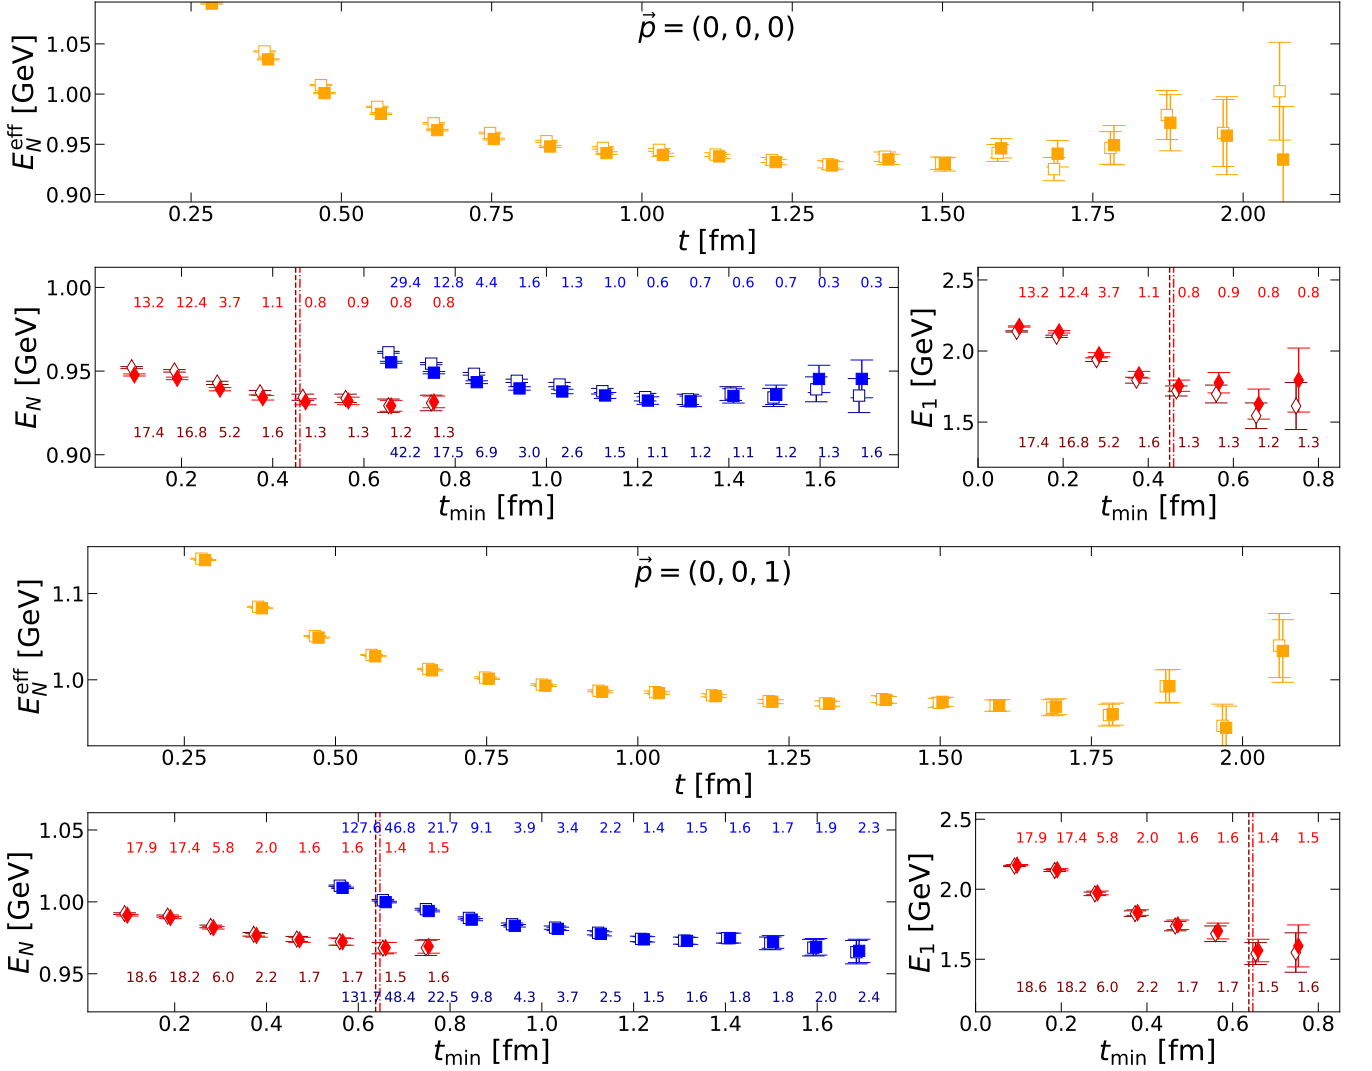 p⃗ = (0, 0, 0)
E_N^eff [GeV]
1.05
1.00
0.95
0.90
0.25 0.50 0.75 1.00 1.25 1.50 1.75 2.00
t [fm]
E_N [GeV]
1.00
0.95
0.90
29.4 12.8 4.4 1.6 1.3 1.0 0.6 0.7 0.6 0.7 0.3 0.3
13.2 12.4 3.7 1.1 0.8 0.9 0.8 0.8
17.4 16.8 5.2 1.6 1.3 1.3 1.2 1.3
42.2 17.5 6.9 3.0 2.6 1.5 1.1 1.2 1.1 1.2 1.3 1.6
0.2 0.4 0.6 0.8 1.0 1.2 1.4 1.6
t_min [fm]
E_1 [GeV]
2.5
2.0
1.5
13.2 12.4 3.7 1.1 0.8 0.9 0.8 0.8
17.4 16.8 5.2 1.6 1.3 1.3 1.2 1.3
0.0 0.2 0.4 0.6 0.8
t_min [fm]
p⃗ = (0, 0, 1)
E_N^eff [GeV]
1.1
1.0
0.25 0.50 0.75 1.00 1.25 1.50 1.75 2.00
t [fm]
E_N [GeV]
1.05
1.00
0.95
127.6 46.8 21.7 9.1 3.9 3.4 2.2 1.4 1.5 1.6 1.7 1.9 2.3
17.9 17.4 5.8 2.0 1.6 1.6 1.4 1.5
18.6 18.2 6.0 2.2 1.7 1.7 1.5 1.6
131.7 48.4 22.5 9.8 4.3 3.7 2.5 1.5 1.6 1.8 1.8 2.0 2.4
0.2 0.4 0.6 0.8 1.0 1.2 1.4 1.6
t_min [fm]
E_1 [GeV]
2.5
2.0
1.5
17.9 17.4 5.8 2.0 1.6 1.6 1.4 1.5
18.6 18.2 6.0 2.2 1.7 1.7 1.5 1.6
0.0 0.2 0.4 0.6 0.8
t_min [fm]